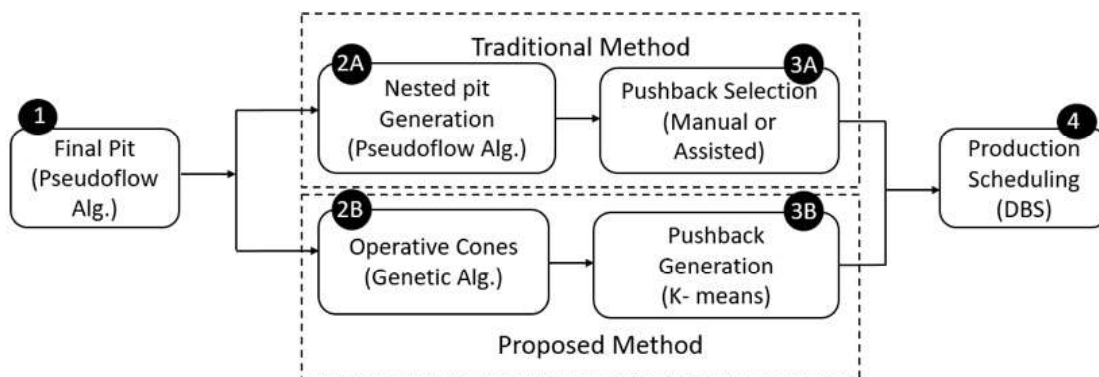 Traditional Method
1
Final Pit
(Pseudoflow
Alg.)
2A
Nested pit
Generation
(Pseudoflow Alg.)
3A
Pushback Selection
(Manual or
Assisted)
2B
Operative Cones
(Genetic Alg.)
3B
Pushback
Generation
(K- means)
Proposed Method
4
Production
Scheduling
(DBS)